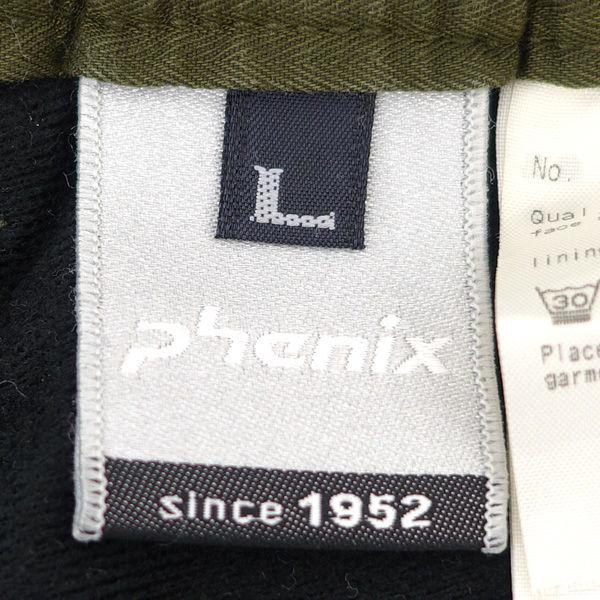 L
phenix
since 1952
No.
Qual
face
lining
30
Place
garm